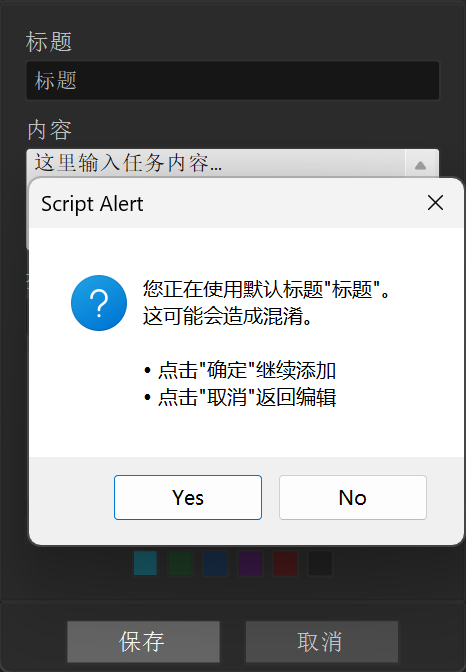 标题
标题
内容
这里输入任务内容...
Script Alert
您正在使用默认标题"标题"。
这可能会造成混淆。
• 点击"确定"继续添加
• 点击"取消"返回编辑
Yes
No
保存
取消